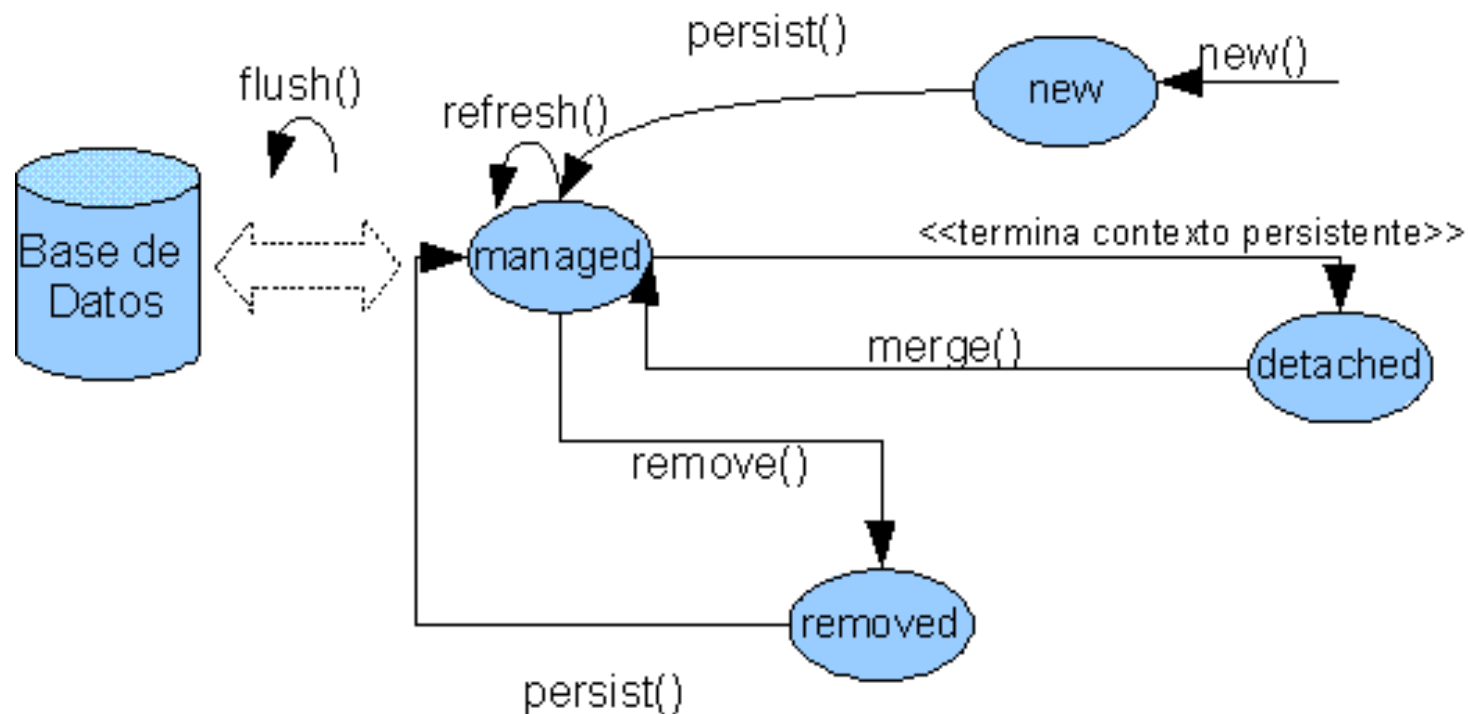 persist()
new()
new
flush()
refresh()
Base de
Datos
managed
<<termina contexto persistente>>
merge()
detached
remove()
removed
persist()